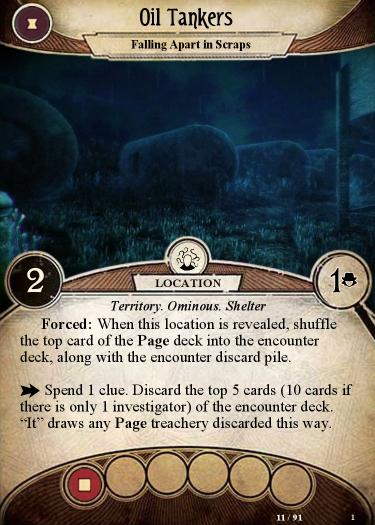 Oil Tankers
Falling Apart in Scraps
2
LOCATION
1
Territory. Ominous. Shelter
Forced: When this location is revealed, shuffle
the top card of the Page deck into the encounter
deck, along with the encounter discard pile.
Spend 1 clue. Discard the top 5 cards (10 cards if
there is only 1 investigator) of the encounter deck.
“It” draws any Page treachery discarded this way.
11 / 91
1